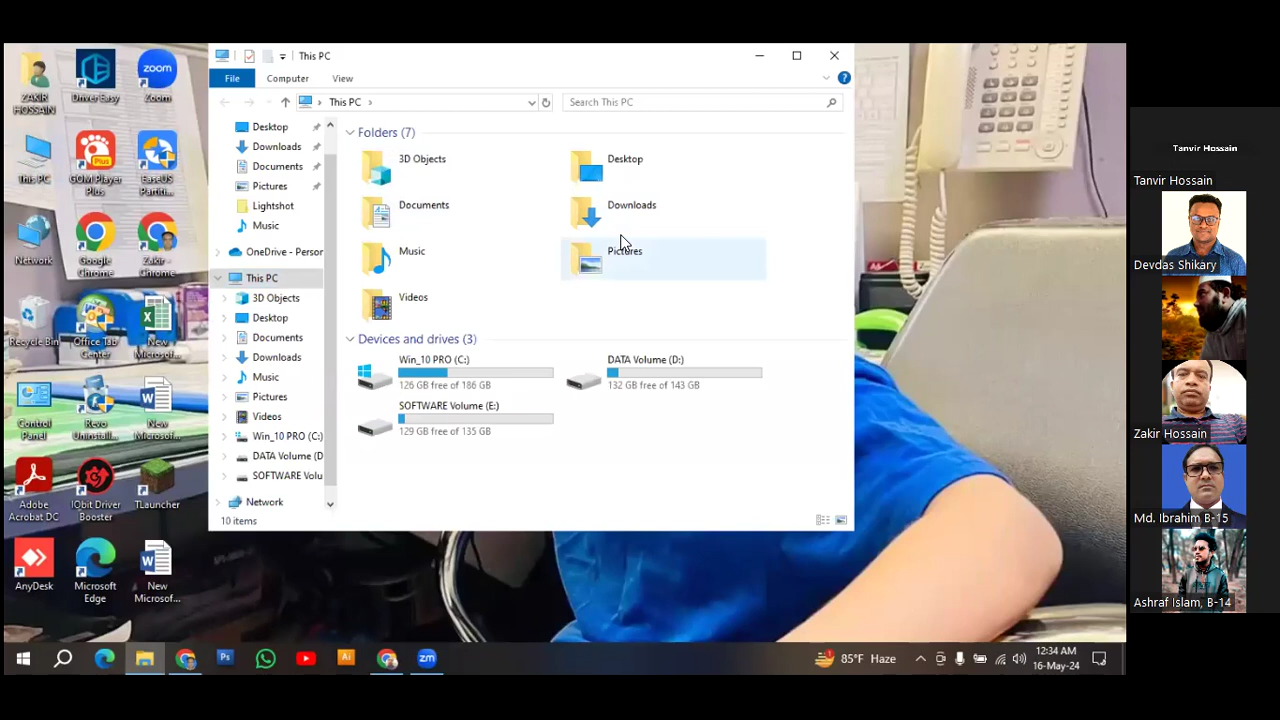 ZAKIR
HOSSAIN
Driver Easy
Zoom
This PC
GOM Player
Plus
EaseUS
Partiti...
Network
Google
Chrome
Zakir -
Chrome
Recycle Bin
Office Tab
Center
New
Microsof...
Control
Panel
Revo
Uninstall...
New
Microsof...
Adobe
Acrobat DC
IObit Driver
Booster
TLauncher
AnyDesk
Microsoft
Edge
New
Microsof...
zoom
PLAYER
Plus
This PC
File
Computer
View
This PC
Search This PC
Desktop
Downloads
Documents
Pictures
Lightshot
Music
OneDrive - Person
This PC
3D Objects
Desktop
Documents
Downloads
Music
Pictures
Videos
Win_10 PRO (C:)
DATA Volume (D
SOFTWARE Volu
Network
Folders (7)
3D Objects
Desktop
Documents
Downloads
Music
Pictures
Videos
Devices and drives (3)
Win_10 PRO (C:)
126 GB free of 186 GB
DATA Volume (D:)
132 GB free of 143 GB
SOFTWARE Volume (E:)
129 GB free of 135 GB
10 items
Ps
Ai
zm
85°F Haze
12:34 AM
16-May-24
Tanvir Hossain
Tanvir Hossain
Devdas Shikary
Zakir Hossain
Md. Ibrahim B-15
Ashraf Islam, B-14